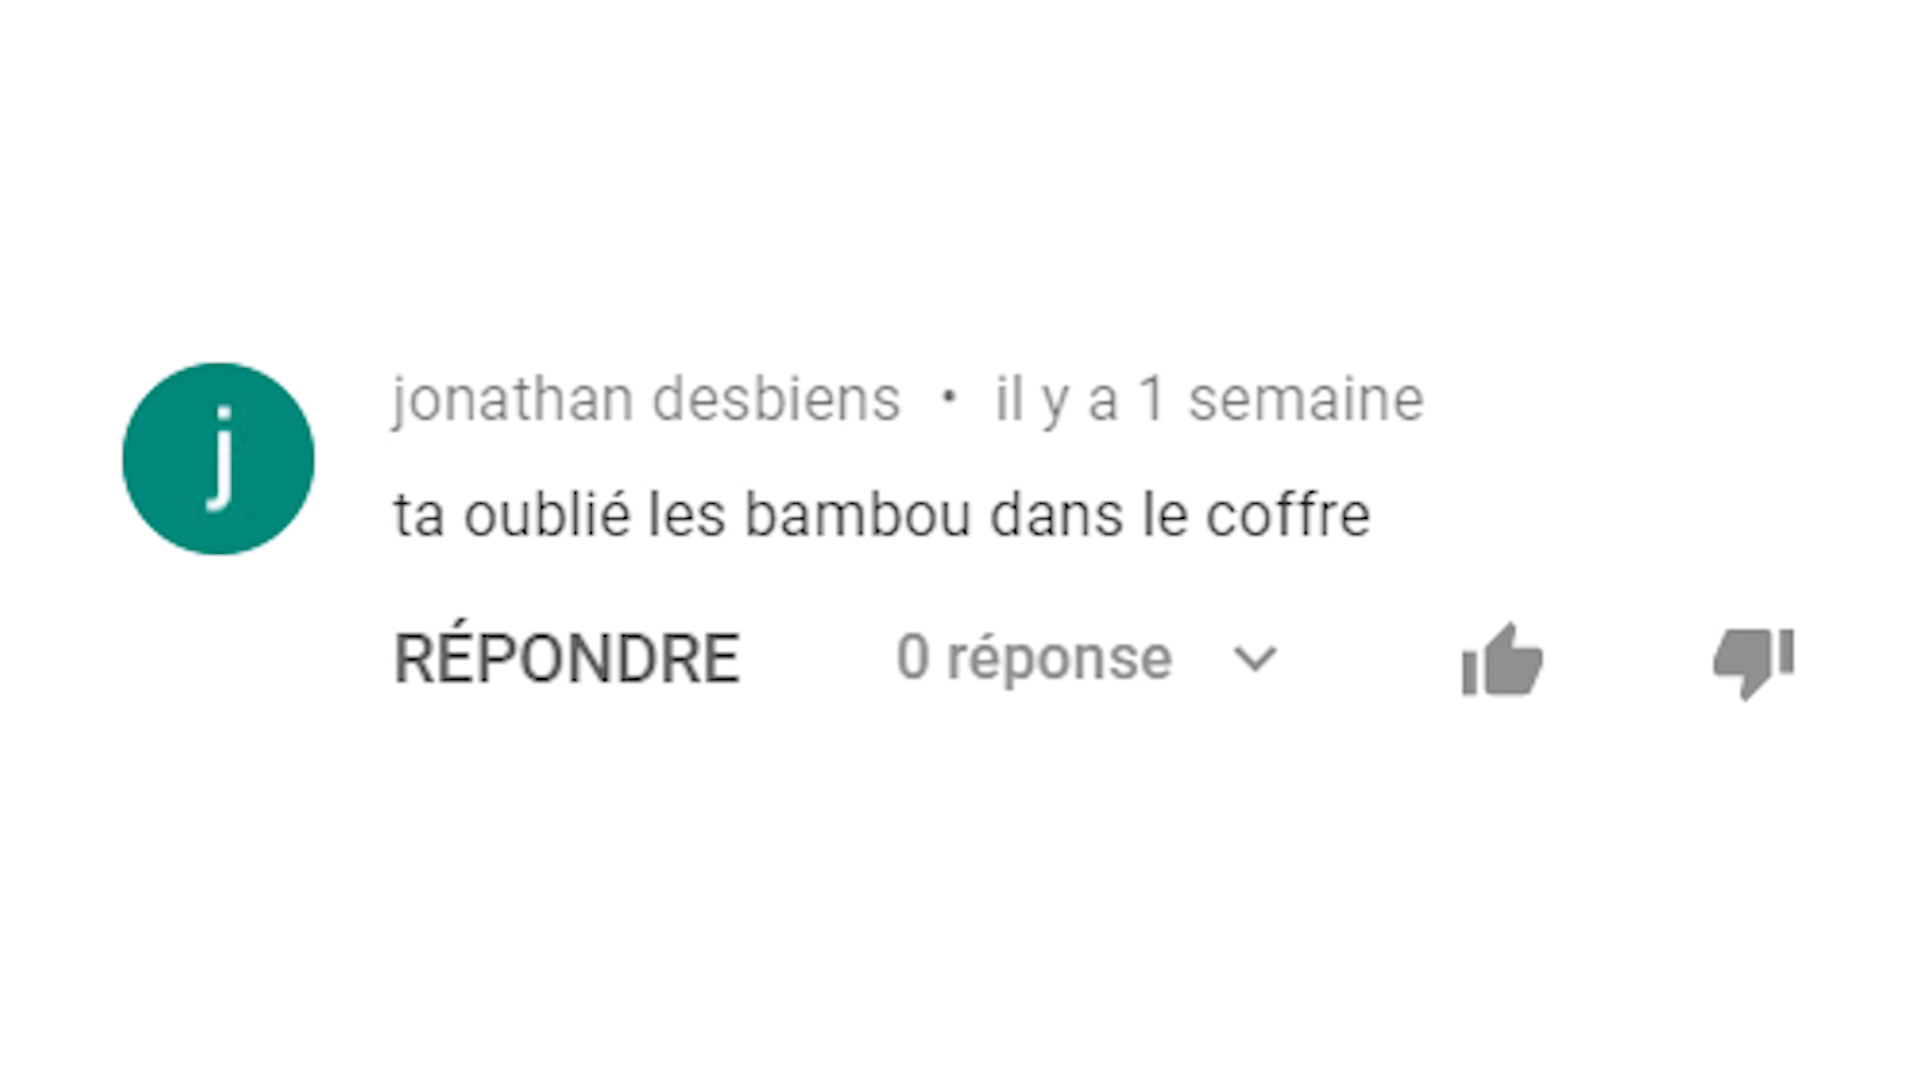 j
jonathan desbiens • il y a 1 semaine
ta oublié les bambou dans le coffre
RÉPONDRE 0 réponse